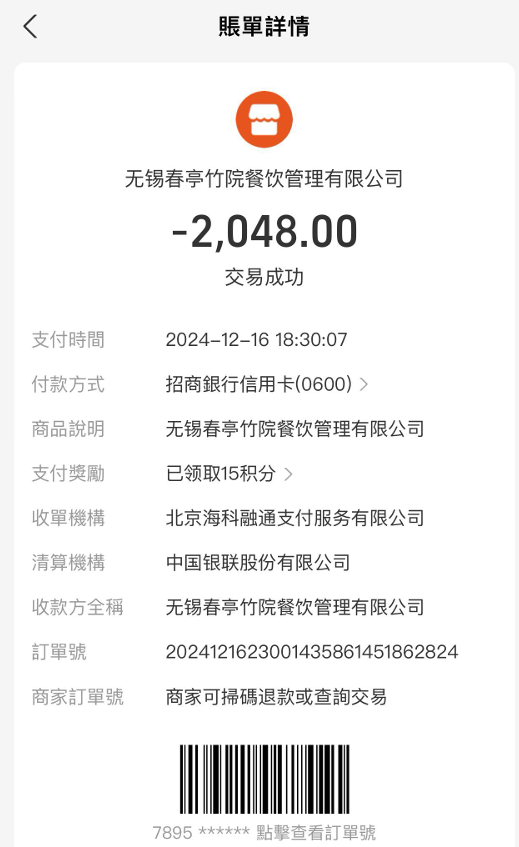 賬單詳情
无锡春亭竹院餐饮管理有限公司
-2,048.00
交易成功
支付時間 2024-12-16 18:30:07
付款方式 招商銀行信用卡(0600)
商品說明 无锡春亭竹院餐饮管理有限公司
支付獎勵 已领取15积分
收單機構 北京海科融通支付服务有限公司
清算機構 中国银联股份有限公司
收款方全稱 无锡春亭竹院餐饮管理有限公司
訂單號 2024121623001435861451862824
商家訂單號 商家可掃碼退款或查詢交易
7895 ****** 點擊查看訂單號